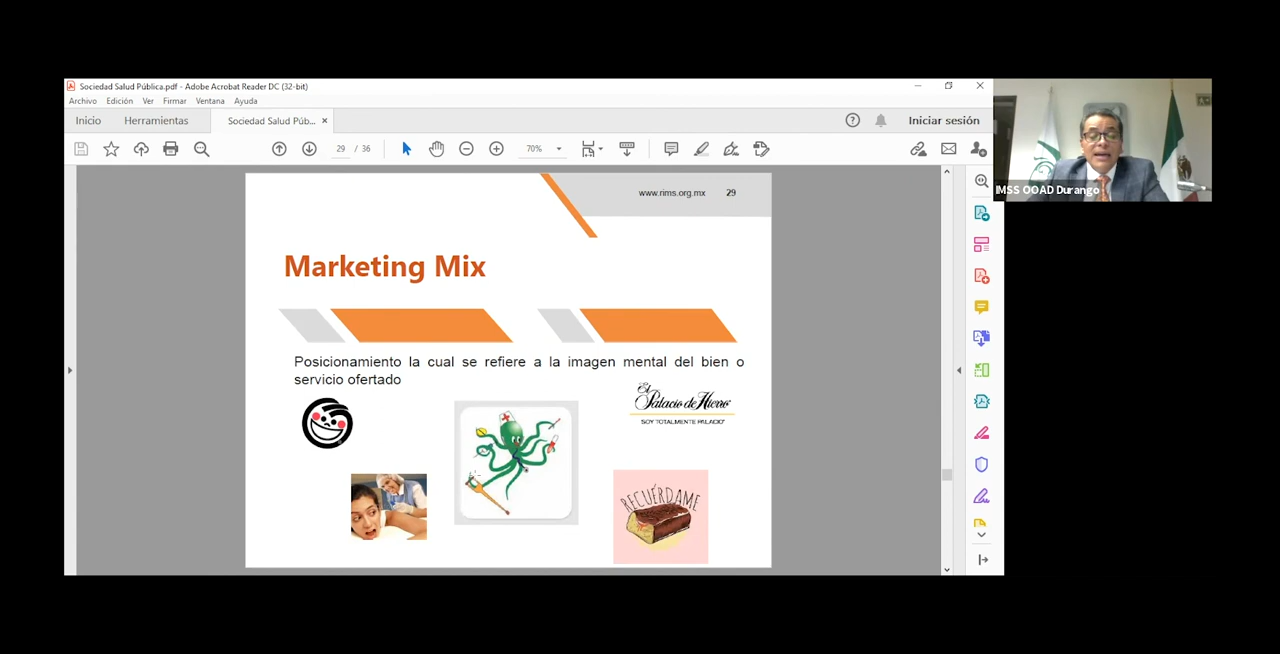 Sociedad Salud Pública.pdf - Adobe Acrobat Reader DC (32-bit)
Archivo Edición Ver Firmar Ventana Ayuda
Inicio Herramientas Sociedad Salud Púb... Iniciar sesión
29 / 36 70%
www.rims.org.mx 29
IMSS OOAD Durango
Marketing Mix
Posicionamiento la cual se refiere a la imagen mental del bien o
servicio ofertado
El
Palacio de Hierro
SOY TOTALMENTE PALACIO
RECUÉRDAME